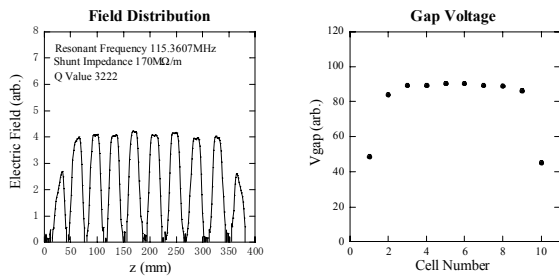 Field Distribution
8
7
6
5
4
3
2
1
0
Electric Field (arb.)
Resonant Frequency 115.3607MHz
Shunt Impedance 170MΩ/m
Q Value 3222
0 50 100 150 200 250 300 350 400
z (mm)
Gap Voltage
120
100
80
60
40
20
0
Vgap (arb.)
0 2 4 6 8 10
Cell Number